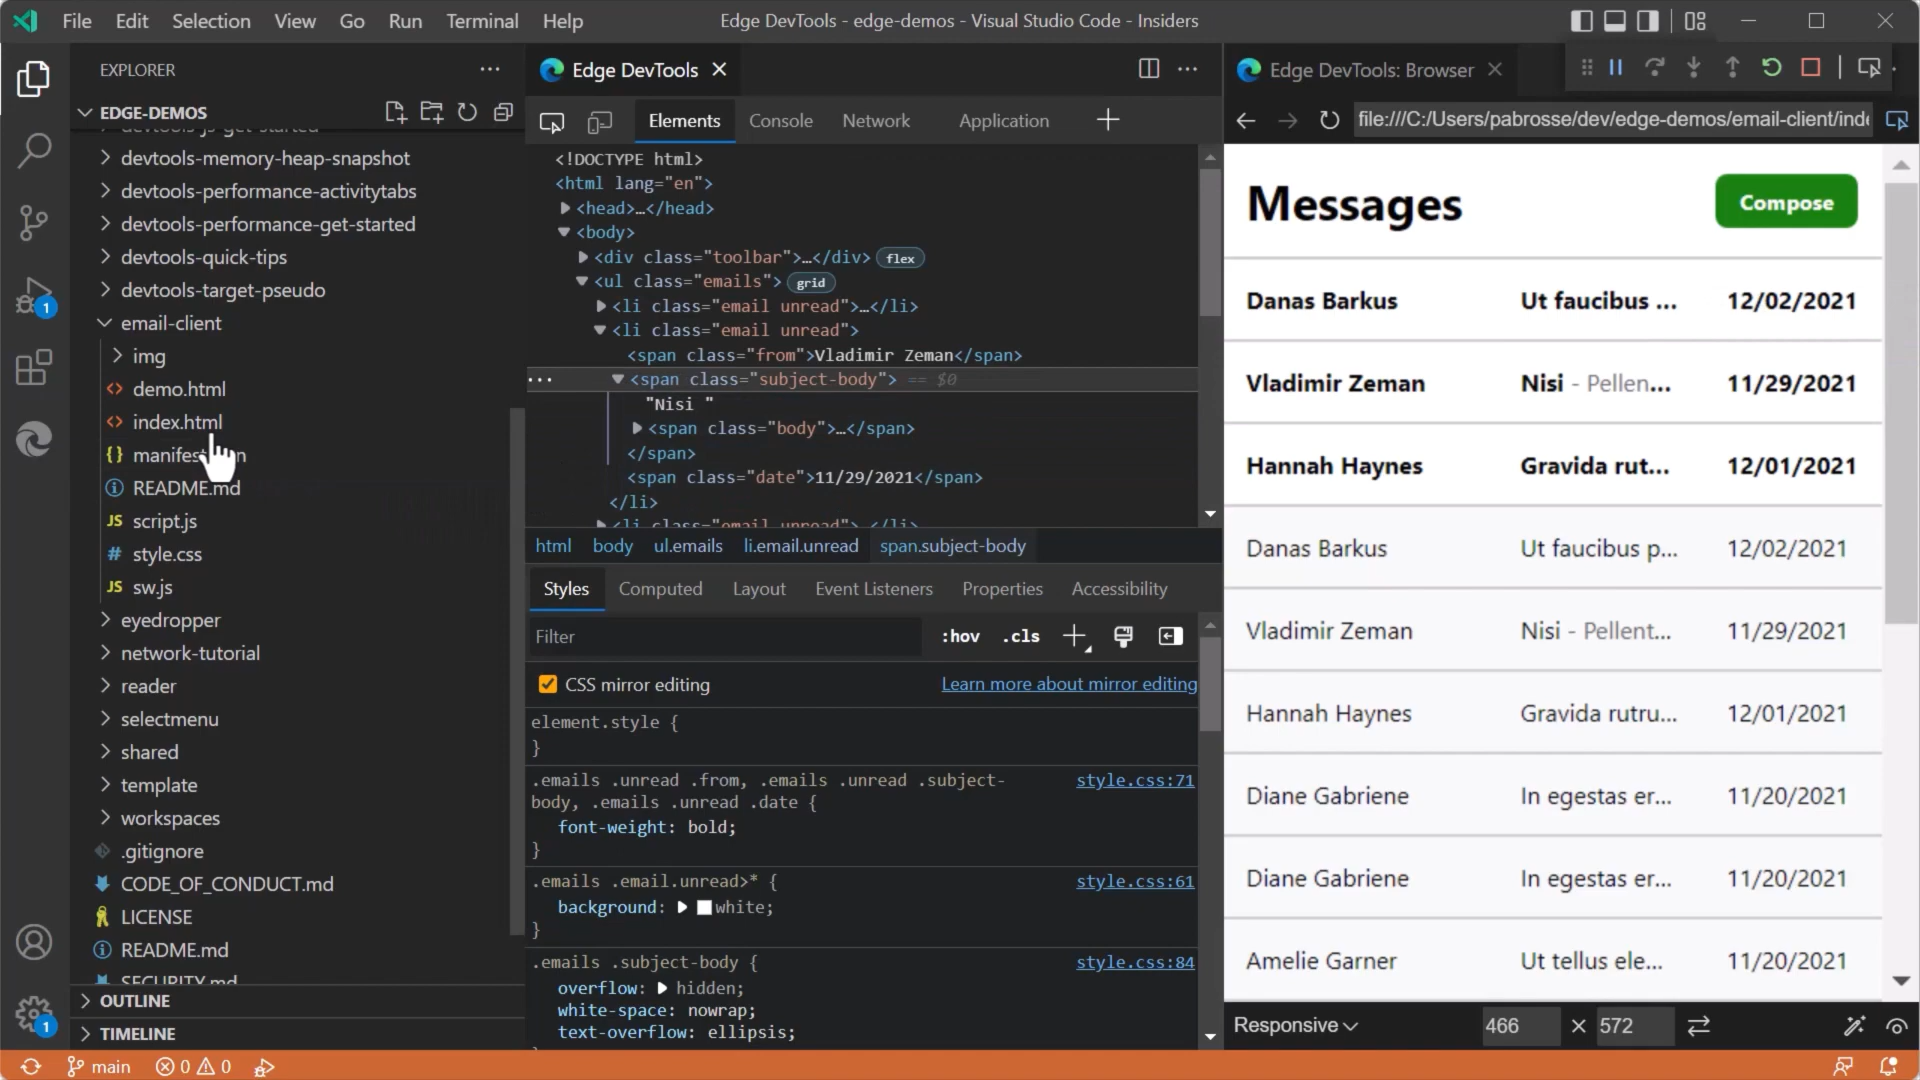 File Edit Selection View Go Run Terminal Help
Edge DevTools - edge-demos - Visual Studio Code - Insiders
EXPLORER
EDGE-DEMOS
devtools-js-get-started
devtools-memory-heap-snapshot
devtools-performance-activitytabs
devtools-performance-get-started
devtools-quick-tips
devtools-target-pseudo
email-client
img
demo.html
index.html
README.md
script.js
style.css
sw.js
eyedropper
network-tutorial
reader
selectmenu
shared
template
workspaces
.gitignore
CODE_OF_CONDUCT.md
LICENSE
README.md
SECURITY.md
OUTLINE
TIMELINE
1
1
Edge DevTools
Elements Console Network Application
<!DOCTYPE html>
<html lang="en">
<head>…</head>
<body>
<div class="toolbar">…</div> flex
<ul class="emails"> grid
<li class="email unread">…</li>
<li class="email unread">
<span class="from">Vladimir Zeman</span>
<span class="subject-body"> == $0
"Nisi "
<span class="body">…</span>
</span>
<span class="date">11/29/2021</span>
</li>
<li class="email unread">…</li>
html body ul.emails li.email.unread span.subject-body
Styles Computed Layout Event Listeners Properties Accessibility
Filter :hov .cls
CSS mirror editing Learn more about mirror editing
element.style {
}
.emails .unread .from, .emails .unread .subject- style.css:71
body, .emails .unread .date {
font-weight: bold;
}
.emails .email.unread>* { style.css:61
background: white;
}
.emails .subject-body { style.css:84
overflow: hidden;
white-space: nowrap;
text-overflow: ellipsis;
Edge DevTools: Browser
file:///C:/Users/pabrosse/dev/edge-demos/email-client/inde
Messages Compose
Danas Barkus Ut faucibus ... 12/02/2021
Vladimir Zeman Nisi - Pellen... 11/29/2021
Hannah Haynes Gravida rut... 12/01/2021
Danas Barkus Ut faucibus p... 12/02/2021
Vladimir Zeman Nisi - Pellent... 11/29/2021
Hannah Haynes Gravida rutru... 12/01/2021
Diane Gabriene In egestas er... 11/20/2021
Diane Gabriene In egestas er... 11/20/2021
Amelie Garner Ut tellus ele... 11/20/2021
Responsive 466 × 572
main 0 0